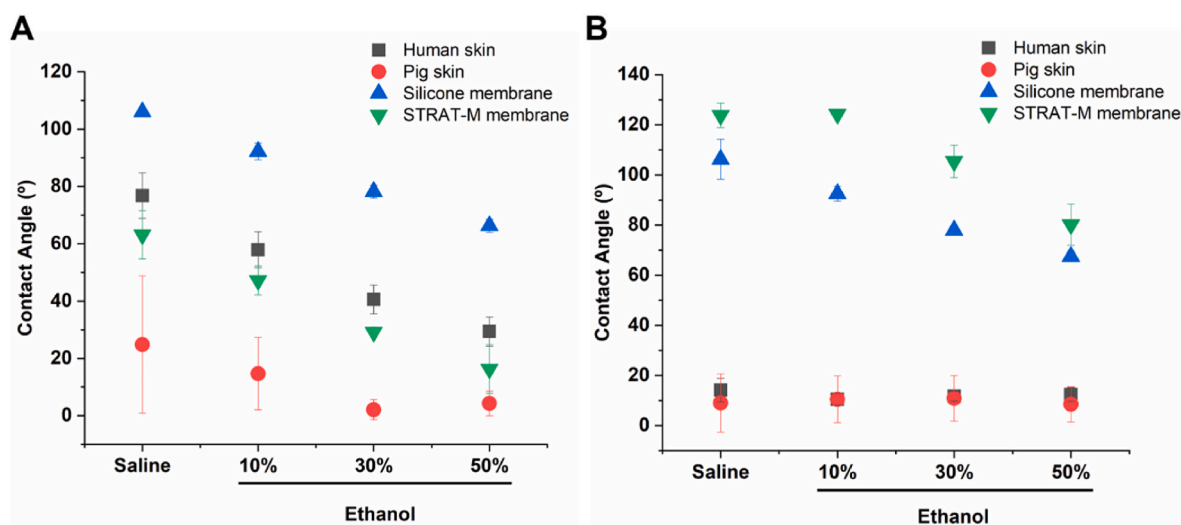 A
Human skin
Pig skin
Silicone membrane
STRAT-M membrane
Contact Angle (º)
120
100
80
60
40
20
0
Saline
10%
30%
50%
Ethanol
B
Human skin
Pig skin
Silicone membrane
STRAT-M membrane
Contact Angle (º)
140
120
100
80
60
40
20
0
Saline
10%
30%
50%
Ethanol